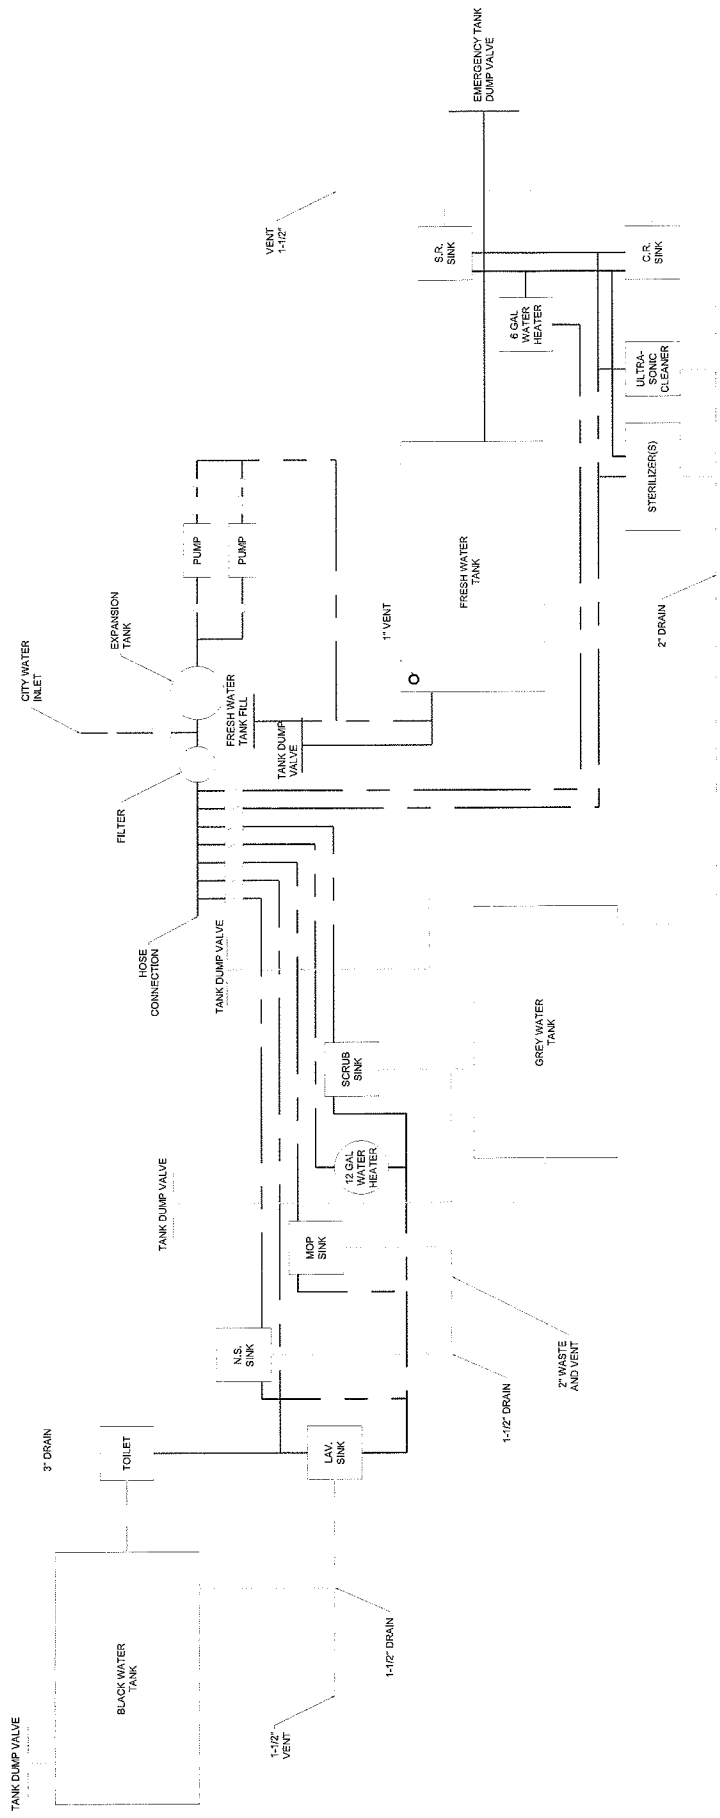 TANK DUMP VALVE
BLACK WATER
TANK
3" DRAIN
TOILET
1-1/2"
VENT
1-1/2" DRAIN
LAV.
SINK
N.S.
SINK
1-1/2" DRAIN
2" WASTE
AND VENT
TANK DUMP VALVE
MOP
SINK
12 GAL
WATER
HEATER
SCRUB
SINK
GREY WATER
TANK
TANK DUMP VALVE
HOSE
CONNECTION
FILTER
CITY WATER
INLET
EXPANSION
TANK
FRESH WATER
TANK FILL
TANK DUMP
VALVE
PUMP
PUMP
1" VENT
FRESH WATER
TANK
2" DRAIN
STERILIZER(S)
ULTRA-
SONIC
CLEANER
6 GAL
WATER
HEATER
VENT
1-1/2"
S.R.
SINK
C.R.
SINK
EMERGENCY TANK
DUMP VALVE